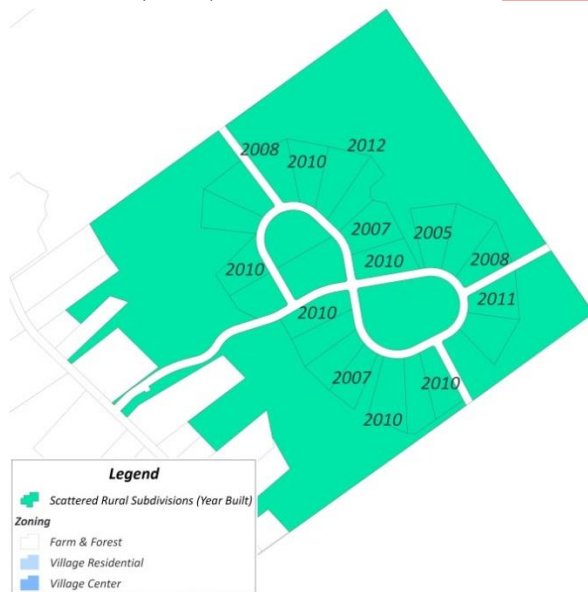 2008
2010
2012
2007
2005
2010
2010
2008
2011
2010
2007
2010
2010
Legend
Scattered Rural Subdivisions (Year Built)
Zoning
Farm & Forest
Village Residential
Village Center